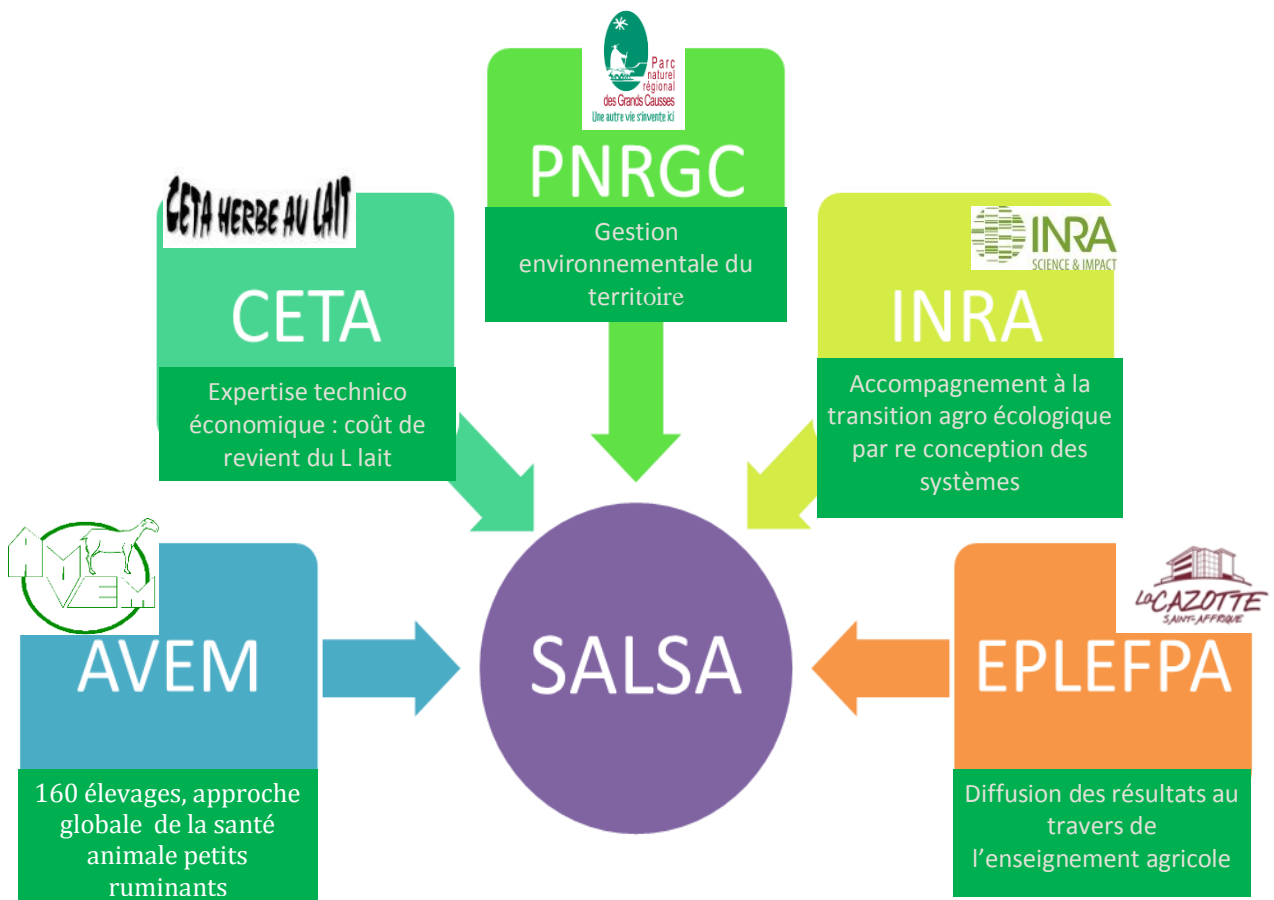 Parc
naturel
régional
des Grands Causses
Une autre vie s'invente ici
PNRGC
Gestion
environnementale du
territoire
CETA HERBE AU LAIT
CETA
Expertise technico
économique : coût de
revient du L lait
INRA
SCIENCE & IMPACT
INRA
Accompagnement à la
transition agro écologique
par re conception des
systèmes
AVEM
AVEM
160 élevages, approche
globale de la santé
animale petits
ruminants
SALSA
La CAZOTTE
SAINT-AFFRIQUE
EPLEFPA
Diffusion des résultats au
travers de
l'enseignement agricole